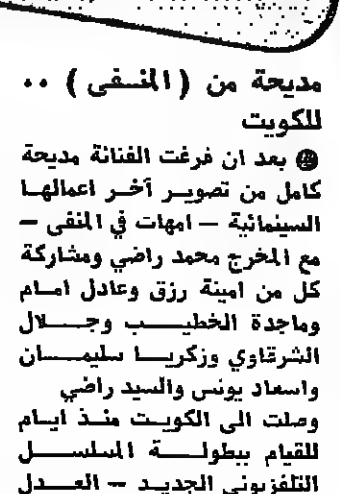 مديحة من (المنفى) ..
للكويت
بعد ان فرغت الفنانة مديحة
كامل من تصوير آخر اعمالها
السينمائية — امهات في المنفى —
مع المخرج محمد راضي ومشاركة
كل من امينة رزق وعادل امام
وماجدة الخطيب وجلال
الشرقاوي وزكريا سليمان
واسعاد يونس والسيد راضي
وصلت الى الكويت منذ ايام
للقيام ببطولة المسلسل
التلفزيوني الجديد — العدل